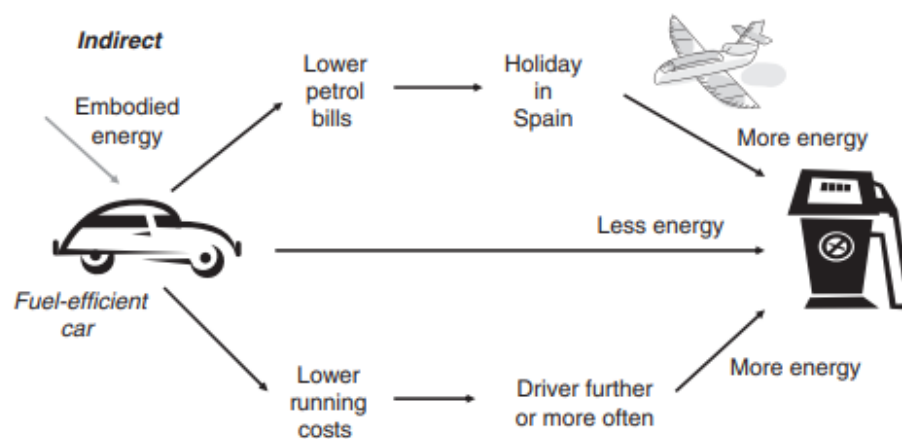 Indirect
Embodied
energy
Lower
petrol
bills
Holiday
in
Spain
More energy
Less energy
Fuel-efficient
car
Lower
running
costs
Driver further
or more often
More energy